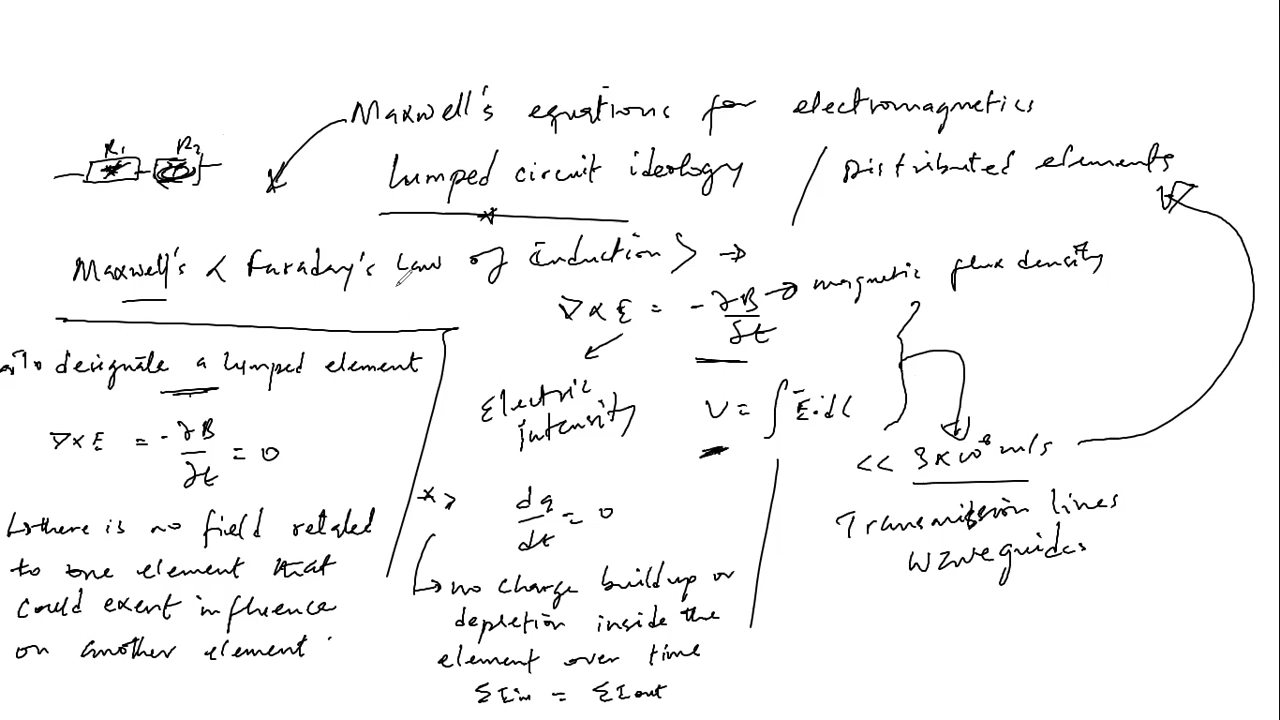 Maxwell's equations for electromagnetics
R1 R2
lumped circuit ideology / Distributed elements
Maxwell's < Faraday's Law of Induction > →
∇ × E = - ∂B/∂t → magnetic flux density
to designate a lumped element
Electric intensity
V = ∫ Ē.dl
∇ × E = - ∂B/∂t = 0
<< 3 × 10^8 m/s
Transmission lines
Waveguides
↳ there is no field related
to one element that
could exert influence
on another element
* > dq/dt = 0
↳ no charge buildup or
depletion inside the
element over time
ΣIin = ΣIout